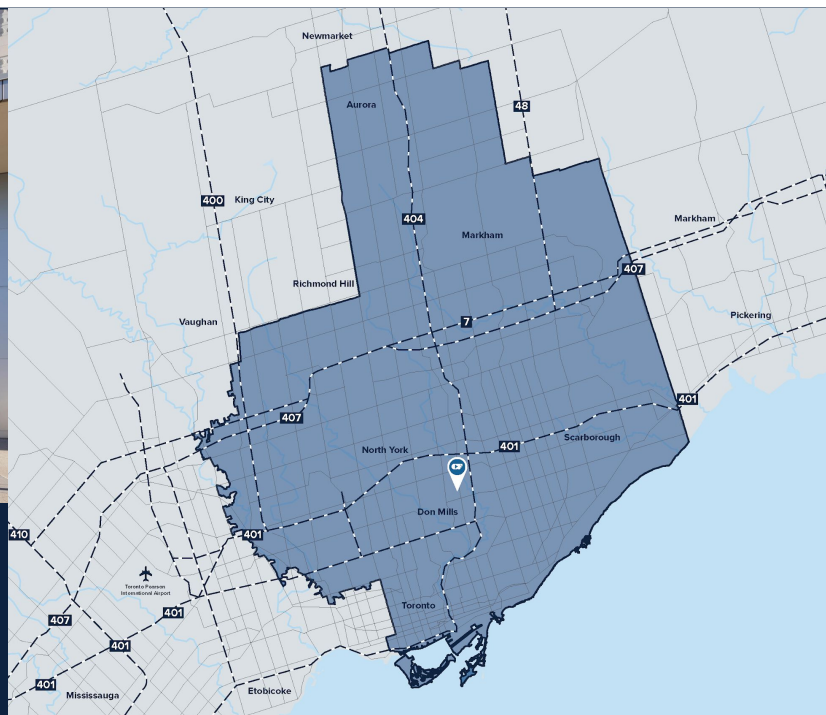 Newmarket
Aurora
48
400
King City
404
Markham
Markham
407
Richmond Hill
Vaughan
7
Pickering
401
407
Scarborough
North York
401
Don Mills
410
401
Toronto Pearson
International Airport
Toronto
401
407
401
401
Mississauga
Etobicoke